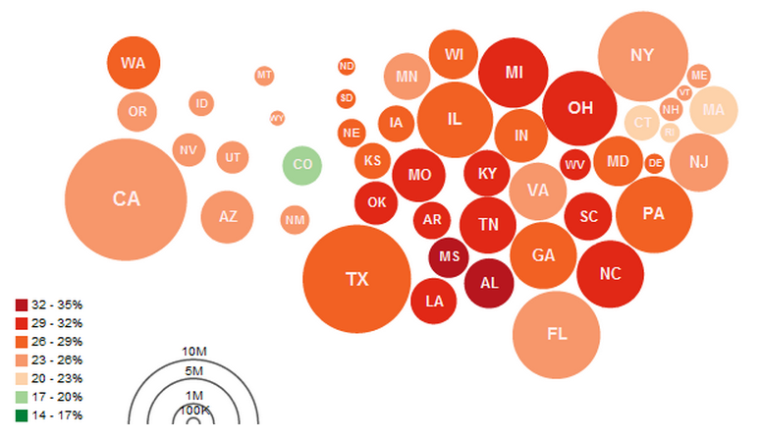 NY
WI
WA
MI
ND
MT
MN
ME
VT
SD
ID
OH
NH
MA
OR
WY
IL
IA
CT
RI
NE
IN
NV
UT
KS
MD
DE
NJ
CO
WV
MO
KY
VA
CA
OK
AZ
NM
AR
TN
SC
PA
MS
GA
NC
TX
AL
LA
FL
32 - 35%
29 - 32%
26 - 29%
23 - 26%
20 - 23%
17 - 20%
14 - 17%
10M
5M
1M
100K